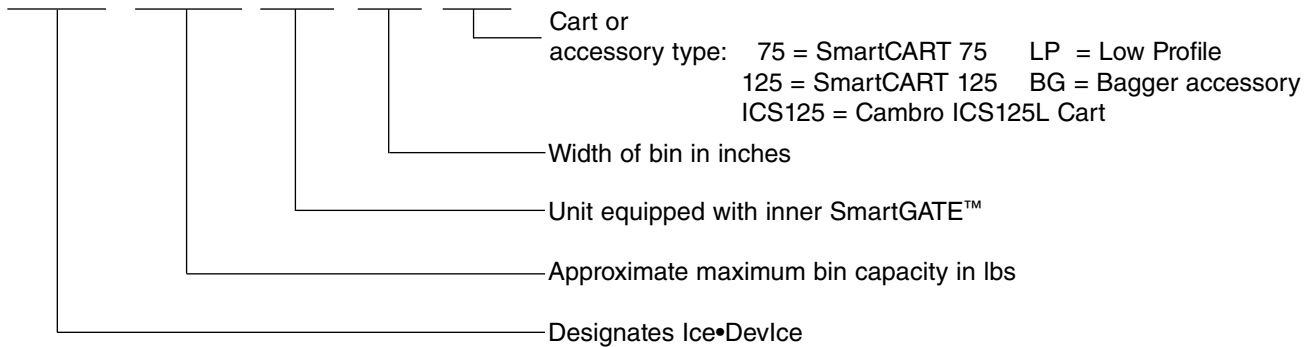 Cart or
accessory type: 75 = SmartCART 75 LP = Low Profile
125 = SmartCART 125 BG = Bagger accessory
ICS125 = Cambro ICS125L Cart
Width of bin in inches
Unit equipped with inner SmartGATE™
Approximate maximum bin capacity in lbs
Designates Ice•DevIce